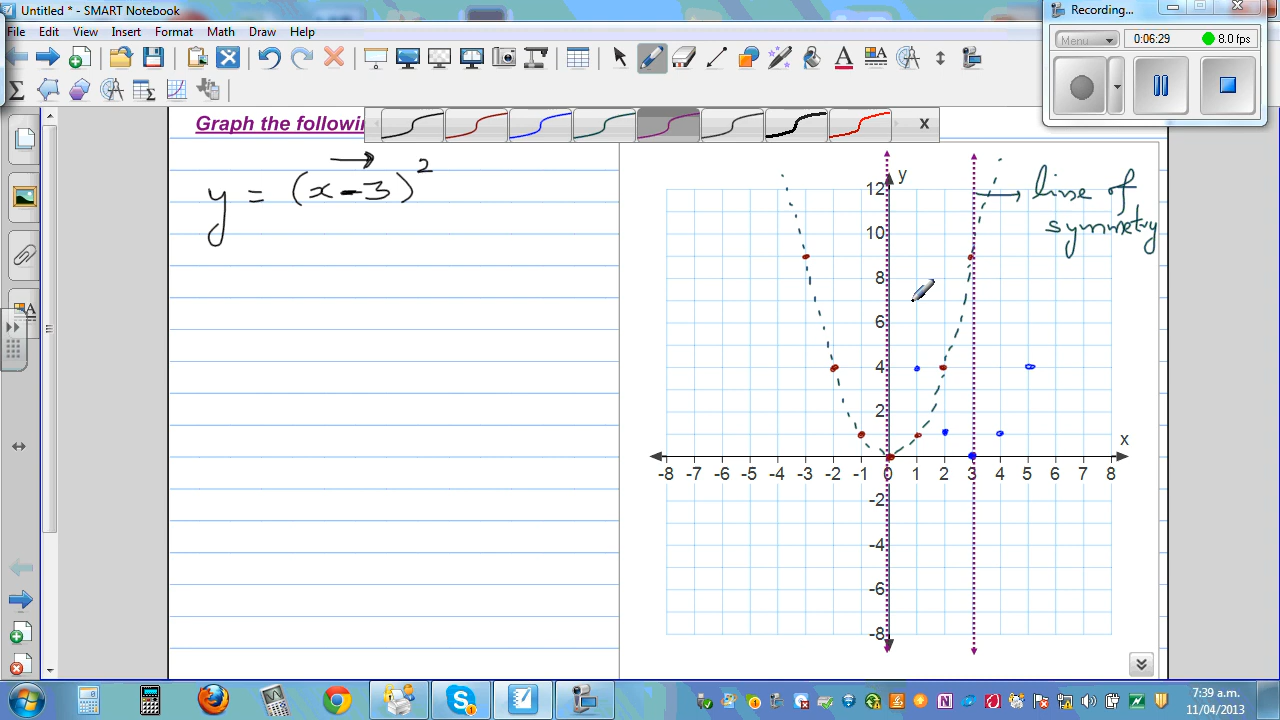 Untitled * - SMART Notebook
Recording...
File Edit View Insert Format Math Draw Help
Menu
0:06:29
8.0 fps
Graph the followin
x
y = (x - 3)²
y
line of
symmetry
12
10
8
6
4
2
x
-8 -7 -6 -5 -4 -3 -2 -1 0 1 2 3 4 5 6 7 8
-2
-4
-6
-8
7:39 a.m.
11/04/2013